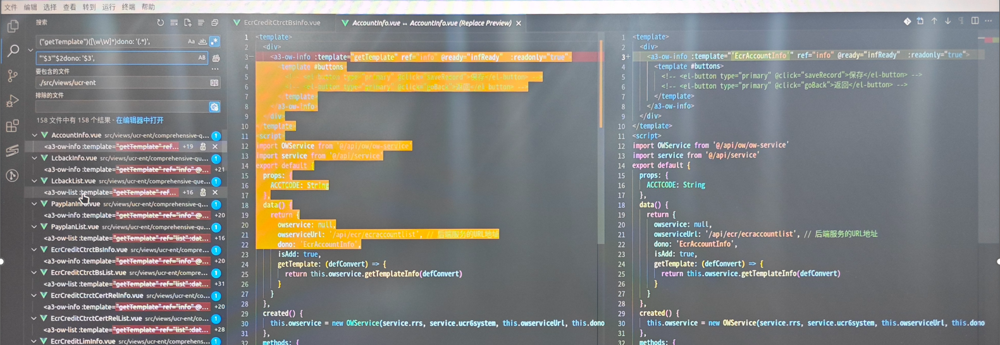 文件 编辑 选择 查看 转到 运行 终端 帮助
搜索
("getTemplate")([\w\W]*)dono: '(.*)',
Aa ab
"'$3'"$2dono: '$3',
AB
要包含的文件
./src/views/ucr-ent
排除的文件
158 文件中有 158 个结果 - 在编辑器中打开
AccountInfo.vue src/views/ucr-ent/comprehensive-q... 1
<a3-ow-info :template="getTemplate" ref... +19
LcbackInfo.vue src/views/ucr-ent/comprehensive-que... 1
<a3-ow-info :template="getTemplate" ref="info" @... +21
LcbackList.vue src/views/ucr-ent/comprehensive-que... 1
<a3-ow-list :template="getTemplate" ref... +16
PayplanInfo.vue src/views/ucr-ent/comprehensive-qu... 1
<a3-ow-info :template="getTemplate" ref="info" @... +20
PayplanList.vue src/views/ucr-ent/comprehensive-qu... 1
<a3-ow-list :template="getTemplate" ref="list" :dat... +16
EcrCreditCtrctBsInfo.vue src/views/ucr-ent/compre... 1
<a3-ow-info :template="getTemplate" ref="info" @... +20
EcrCreditCtrctBsList.vue src/views/ucr-ent/compre... 1
<a3-ow-list :template="getTemplate" ref="list" :dat... +31
EcrCreditCtrctCertRelInfo.vue src/views/ucr-ent/co... 1
<a3-ow-info :template="getTemplate" ref="info" @... +20
EcrCreditCtrctCertRelList.vue src/views/ucr-ent/co... 1
<a3-ow-list :template="getTemplate" ref="list" :dat... +28
EcrCreditLimInfo.vue src/views/ucr-ent/comprehens... 1
EcrCreditCtrctBsInfo.vue
AccountInfo.vue ↔ AccountInfo.vue (Replace Preview)
1 <template>
2 <div>
3 <a3-ow-info :template="getTemplate" ref="info" @ready="infReady" :readonly="true"
4 <template #buttons>
5 <!-- <el-button type="primary" @click="saveRecord">保存</el-button> -->
6 <!-- <el-button type="primary" @click="goBack">返回</el-button> -->
7 </template>
8 </a3-ow-info>
9 </div>
10 </template>
11 <script>
12 import OWService from '@/api/ow/ow-service'
13 import service from '@/api/service'
14 export default {
15 props: {
16 ACCTCODE: String
17 },
18 data() {
19 return {
20 owservice: null,
21 owserviceUrl: '/api/ecr/ecraccountlist', // 后端服务的URL地址
22 dono: 'EcrAccountInfo',
23 isAdd: true,
24 getTemplate: (defConvert) => {
25 return this.owservice.getTemplateInfo(defConvert)
26 }
27 }
28 },
29 created() {
30 this.owservice = new OWService(service.rrs, service.ucr6system, this.owserviceUrl, this.dono
31 },
32 methods: {
1 <template>
2 <div>
3+ <a3-ow-info :template="'EcrAccountInfo'" ref="info" @ready="infReady" :readonly="true">
4 <template #buttons>
5 <!-- <el-button type="primary" @click="saveRecord">保存</el-button> -->
6 <!-- <el-button type="primary" @click="goBack">返回</el-button> -->
7 </template>
8 </a3-ow-info>
9 </div>
10 </template>
11 <script>
12 import OWService from '@/api/ow/ow-service'
13 import service from '@/api/service'
14 export default {
15 props: {
16 ACCTCODE: String
17 },
18 data() {
19 return {
20 owservice: null,
21 owserviceUrl: '/api/ecr/ecraccountlist', // 后端服务的URL地址
22 dono: 'EcrAccountInfo',
23 isAdd: true,
24 getTemplate: (defConvert) => {
25 return this.owservice.getTemplateInfo(defConvert)
26 }
27 }
28 },
29 created() {
30 this.owservice = new OWService(service.rrs, service.ucr6system, this.owserviceUrl, this.dono
31 },
32 methods: {